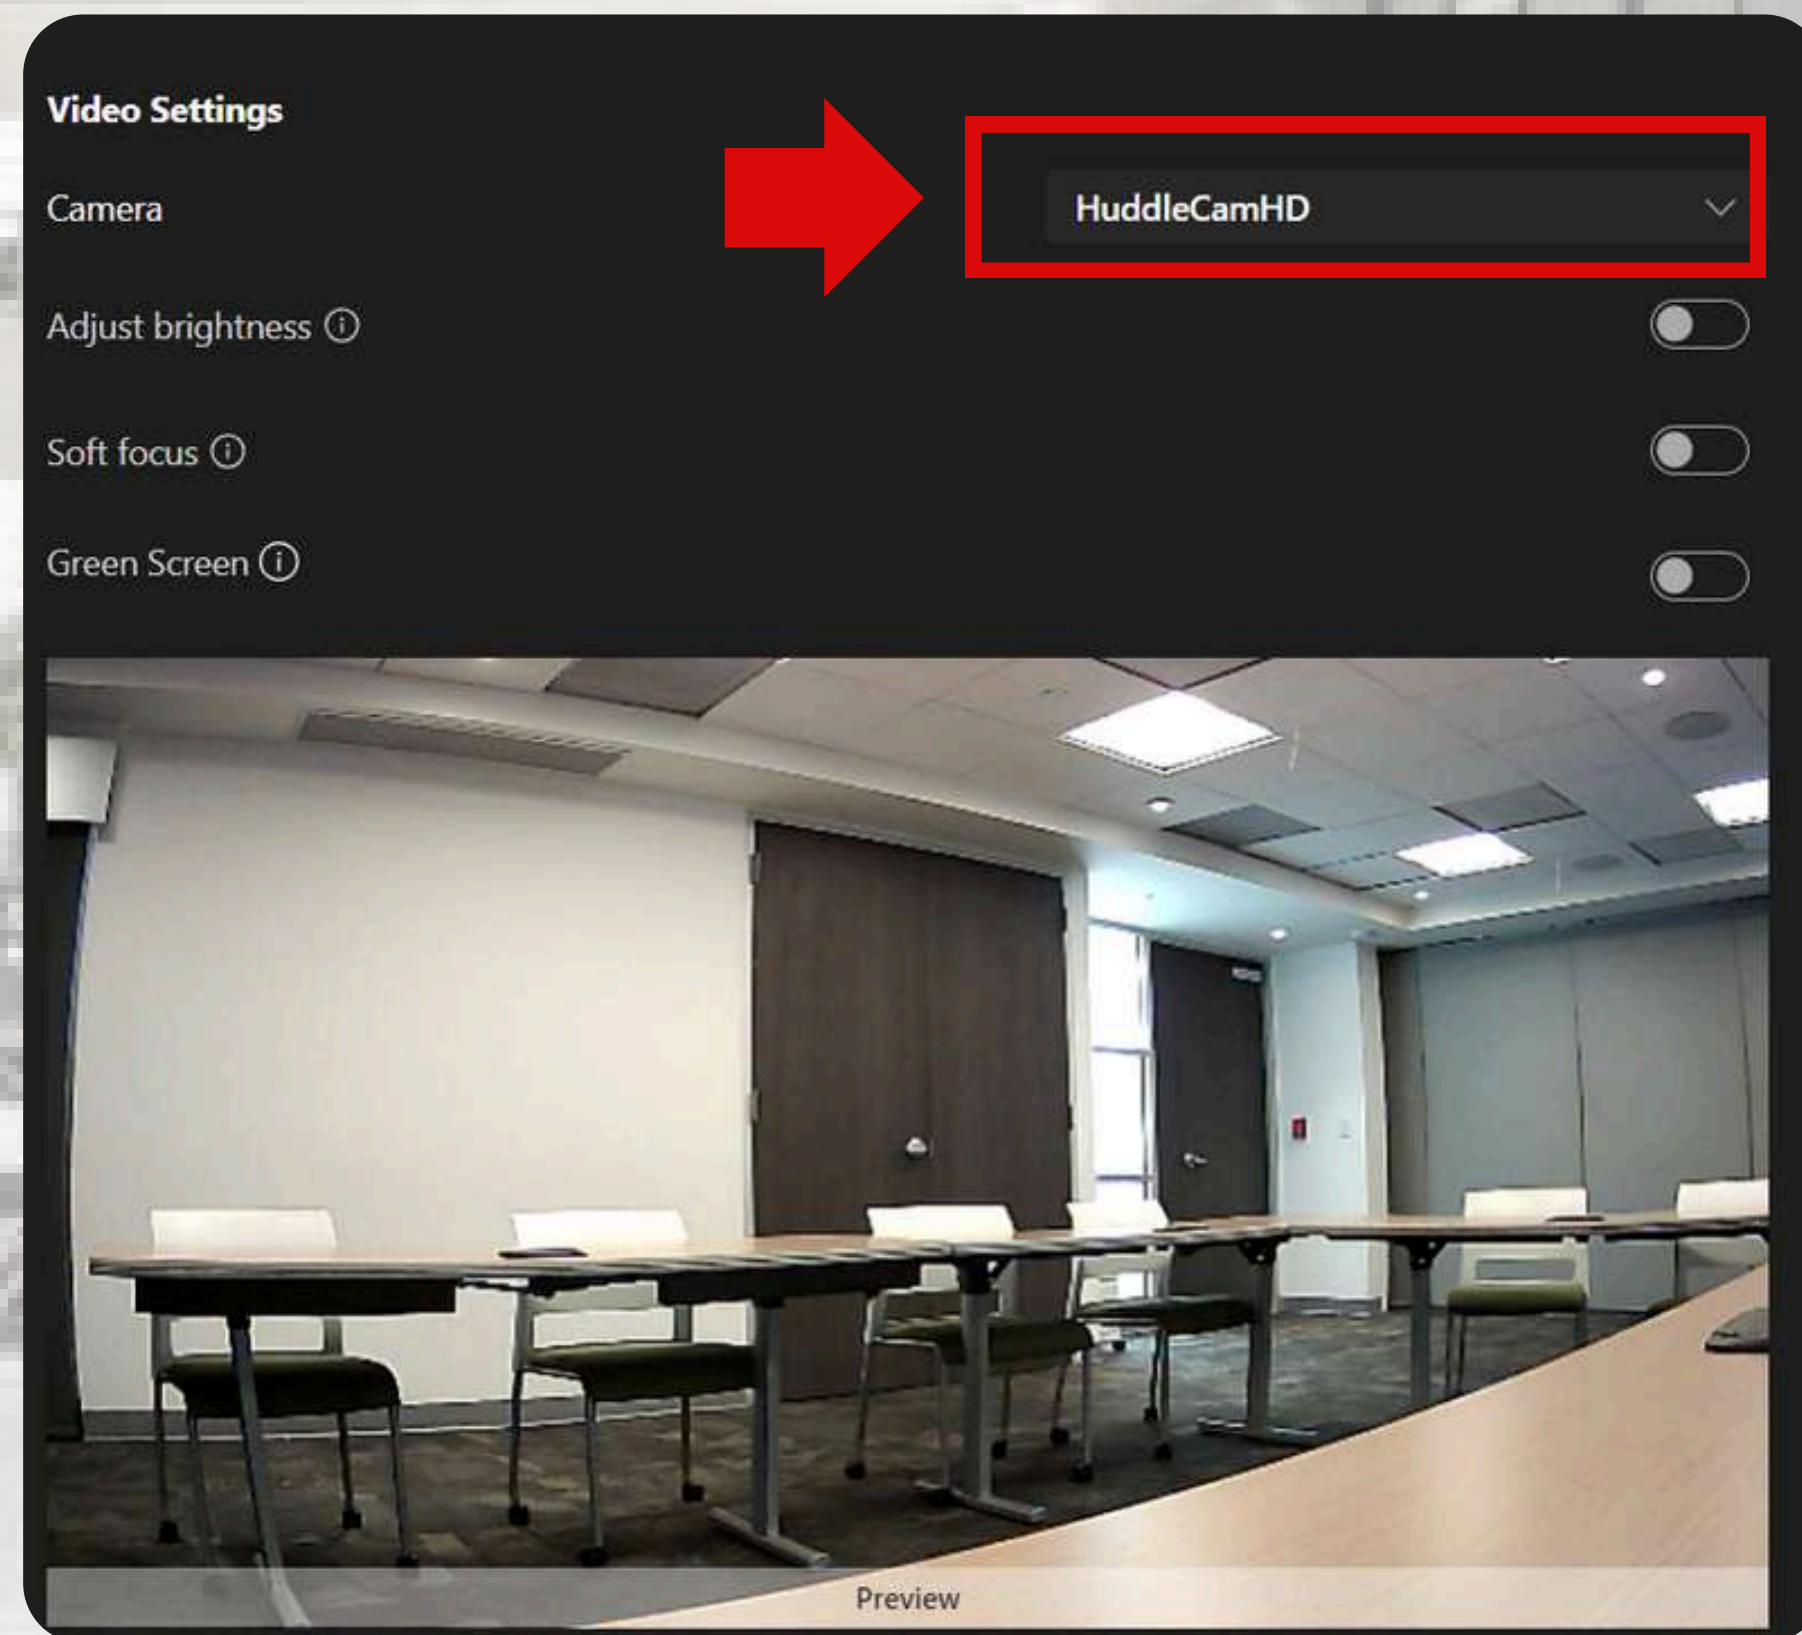 Video Settings
Camera
HuddleCamHD
Adjust brightness
Soft focus
Green Screen
Preview